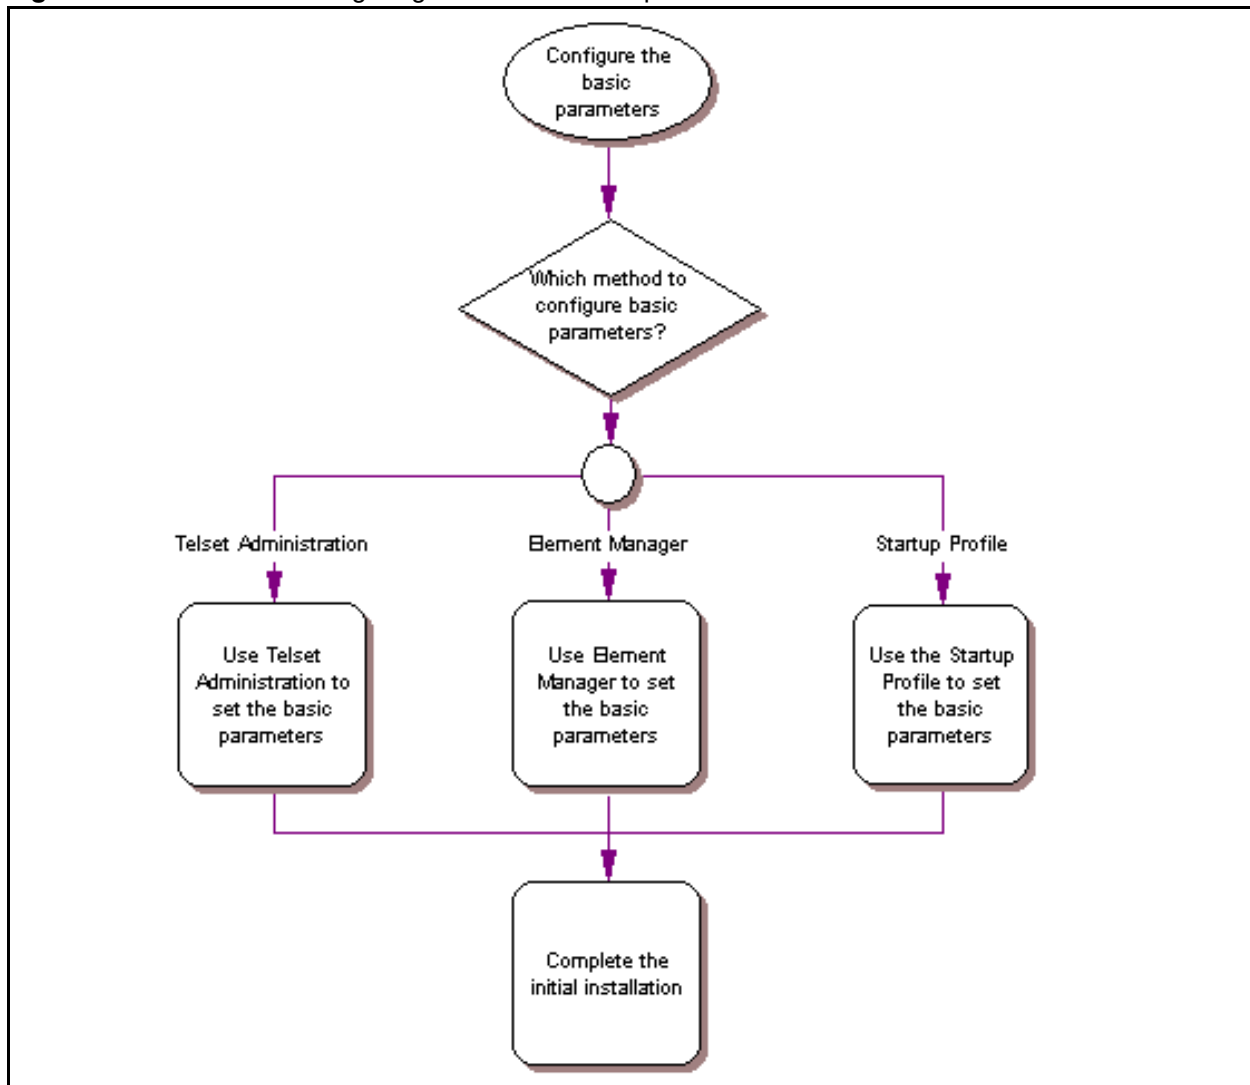 Configure the
basic
parameters
Which method to
configure basic
parameters?
Telset Administration
Element Manager
Startup Profile
Use Telset
Administration to
set the basic
parameters
Use Element
Manager to set
the basic
parameters
Use the Startup
Profile to set
the basic
parameters
Complete the
initial installation